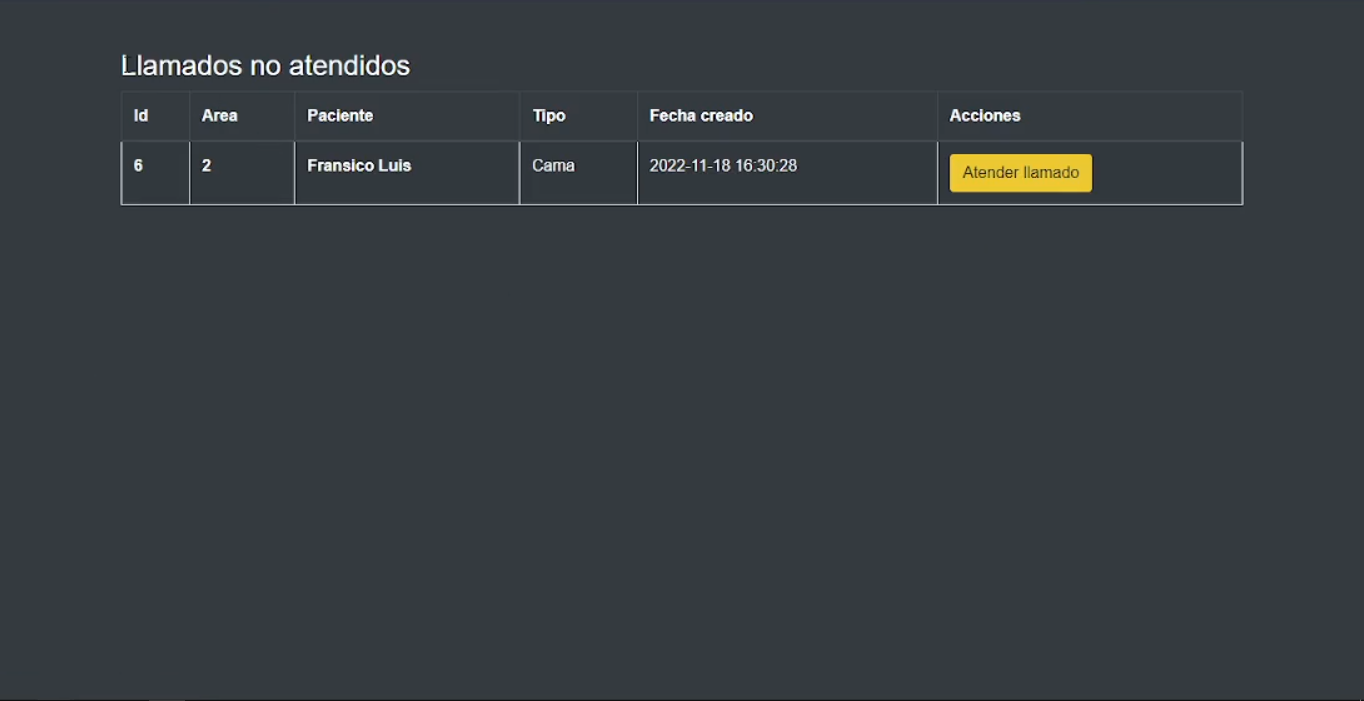 Llamados no atendidos
Id Area Paciente Tipo Fecha creado Acciones
6 2 Fransico Luis Cama 2022-11-18 16:30:28 Atender llamado